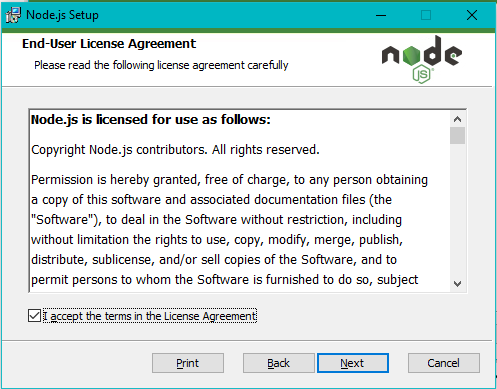 Node.js Setup
End-User License Agreement
Please read the following license agreement carefully
node
JS
Node.js is licensed for use as follows:
Copyright Node.js contributors. All rights reserved.
Permission is hereby granted, free of charge, to any person obtaining
a copy of this software and associated documentation files (the
"Software"), to deal in the Software without restriction, including
without limitation the rights to use, copy, modify, merge, publish,
distribute, sublicense, and/or sell copies of the Software, and to
permit persons to whom the Software is furnished to do so, subject
I accept the terms in the License Agreement
Print Back Next Cancel